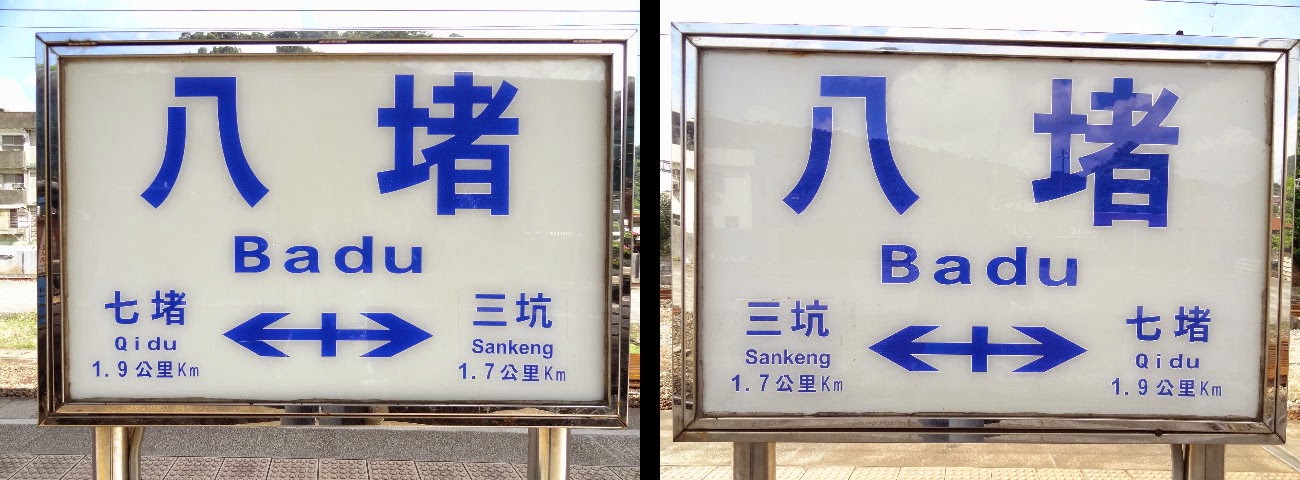 八堵
Badu
七堵 三坑
Qidu Sankeng
1.9公里Km 1.7公里Km
八堵
Badu
三坑 七堵
Sankeng Qidu
1.7公里Km 1.9公里Km